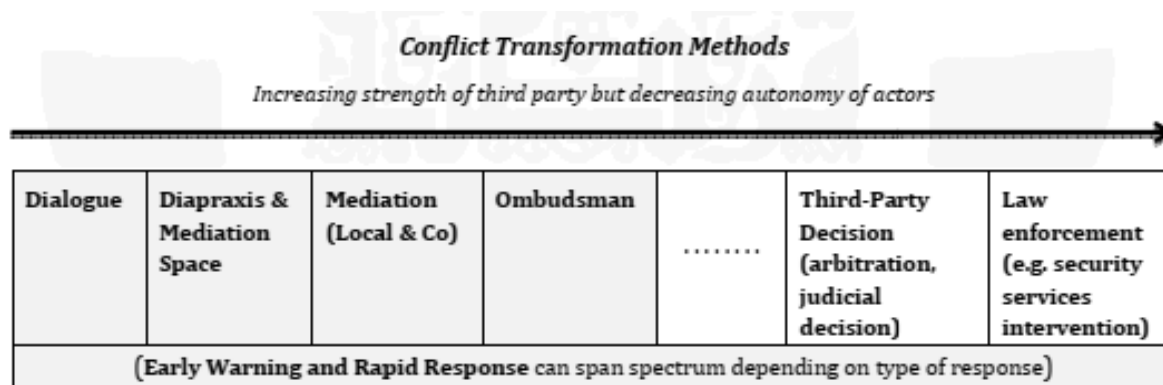 Conflict Transformation Methods
Increasing strength of third party but decreasing autonomy of actors
Dialogue
Diapraxis &
Mediation
Space
Mediation
(Local & Co)
Ombudsman
........
Third-Party
Decision
(arbitration,
judicial
decision)
Law
enforcement
(e.g. security
services
intervention)
(Early Warning and Rapid Response can span spectrum depending on type of response)